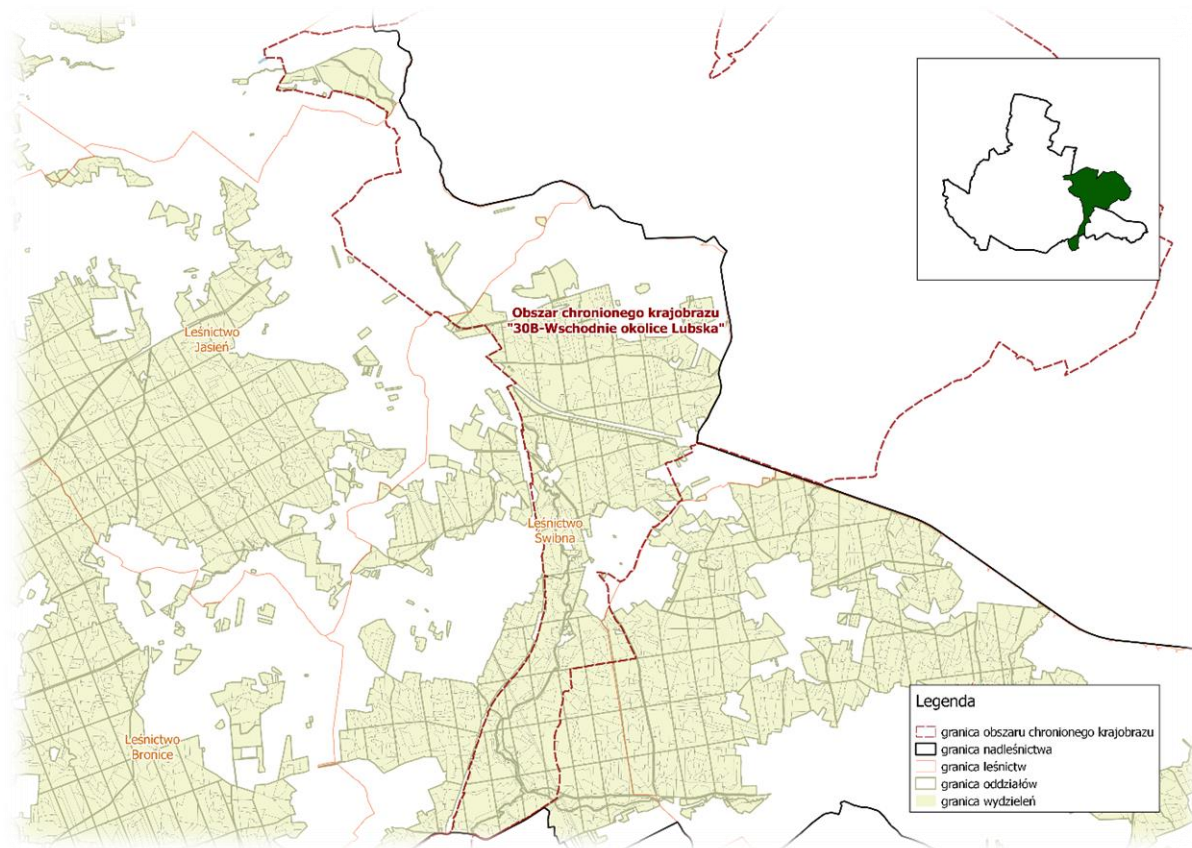 Obszar chronionego krajobrazu
"30B-Wschodnie okolice Lubska"
Leśnictwo
Jasień
Leśnictwo
Świbna
Leśnictwo
Bronice
Legenda
granica obszaru chronionego krajobrazu
granica nadleśnictwa
granica leśnictw
granica oddziałów
granica wydzieleń